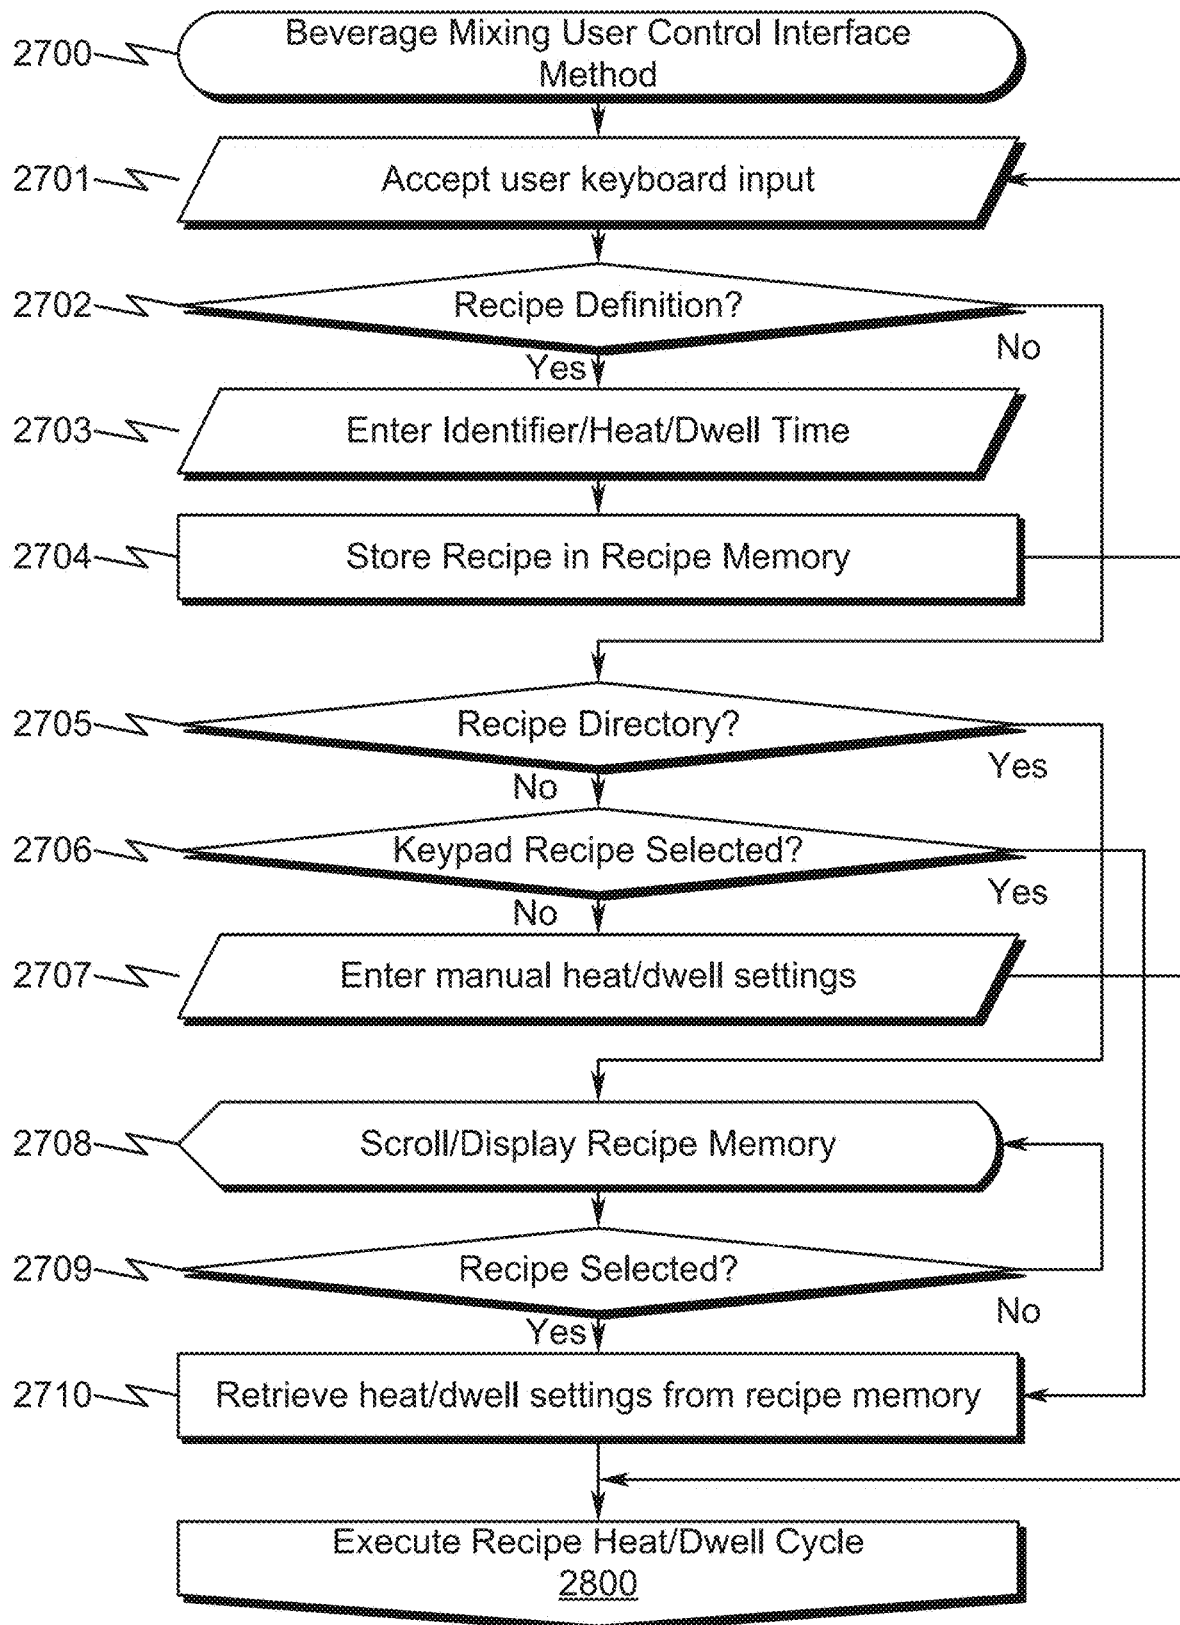 2700
Beverage Mixing User Control Interface
Method
2701
Accept user keyboard input
2702
Recipe Definition?
No
Yes
2703
Enter Identifier/Heat/Dwell Time
2704
Store Recipe in Recipe Memory
2705
Recipe Directory?
Yes
No
2706
Keypad Recipe Selected?
Yes
No
2707
Enter manual heat/dwell settings
2708
Scroll/Display Recipe Memory
2709
Recipe Selected?
No
Yes
2710
Retrieve heat/dwell settings from recipe memory
Execute Recipe Heat/Dwell Cycle
2800